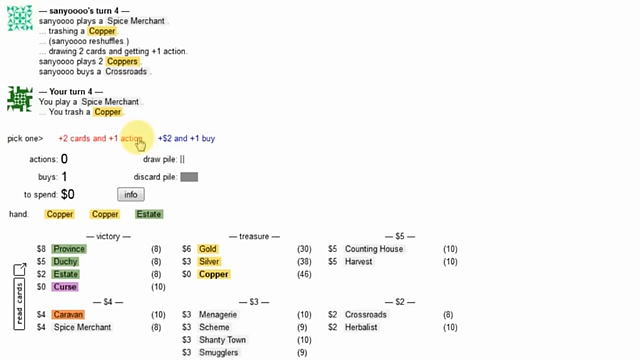 — sanyoooo's turn 4 —
sanyoooo plays a Spice Merchant.
... trashing a Copper.
... (sanyoooo reshuffles.)
... drawing 2 cards and getting +1 action.
sanyoooo plays 2 Coppers.
sanyoooo buys a Crossroads.
— Your turn 4 —
You play a Spice Merchant.
... You trash a Copper.
pick one> +2 cards and +1 action +$2 and +1 buy
actions: 0 draw pile: ||
buys: 1 discard pile:
to spend: $0 info
hand: Copper Copper Estate
read cards
— victory —
$8 Province (8)
$5 Duchy (8)
$2 Estate (8)
$0 Curse (10)
— treasure —
$6 Gold (30)
$3 Silver (38)
$0 Copper (46)
— $5 —
$5 Counting House (10)
$5 Harvest (10)
— $4 —
$4 Caravan (10)
$4 Spice Merchant (8)
— $3 —
$3 Menagerie (10)
$3 Scheme (9)
$3 Shanty Town (10)
$3 Smugglers (9)
— $2 —
$2 Crossroads (8)
$2 Herbalist (10)